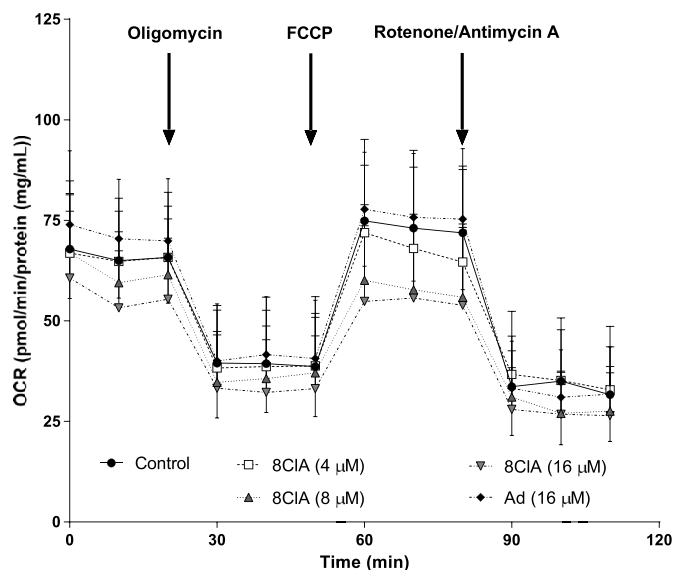 Oligomycin FCCP Rotenone/Antimycin A
125
100
75
50
25
0
OCR (pmol/min/protein (mg/mL))
Control 8ClA (4 μM) 8ClA (16 μM)
8ClA (8 μM) Ad (16 μM)
0 30 60 90 120
Time (min)